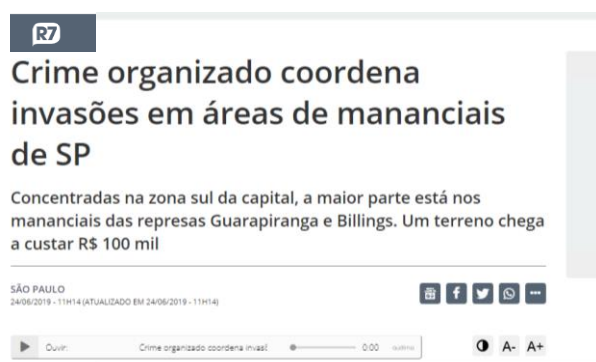 R7
Crime organizado coordena
invasões em áreas de mananciais
de SP
Concentradas na zona sul da capital, a maior parte está nos
mananciais das represas Guarapiranga e Billings. Um terreno chega
a custar R$ 100 mil
SÃO PAULO
24/06/2019 - 11H14 (ATUALIZADO EM 24/06/2019 - 11H14)
Ouvir: Crime organizado coordena invasõ 0:00
A- A+